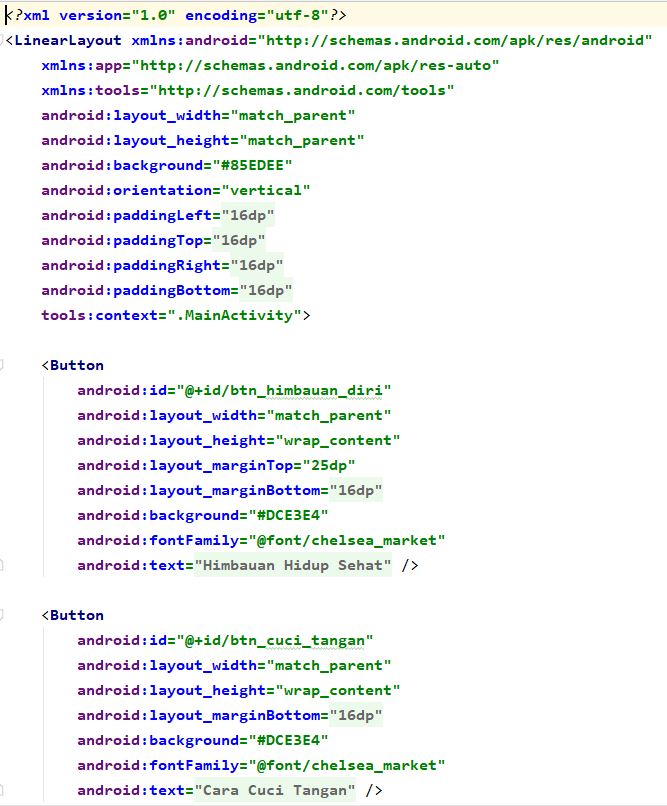 <?xml version="1.0" encoding="utf-8"?>
<LinearLayout xmlns:android="http://schemas.android.com/apk/res/android"
    xmlns:app="http://schemas.android.com/apk/res-auto"
    xmlns:tools="http://schemas.android.com/tools"
    android:layout_width="match_parent"
    android:layout_height="match_parent"
    android:background="#85EDEE"
    android:orientation="vertical"
    android:paddingLeft="16dp"
    android:paddingTop="16dp"
    android:paddingRight="16dp"
    android:paddingBottom="16dp"
    tools:context=".MainActivity">

    <Button
        android:id="@+id/btn_himbauan_diri"
        android:layout_width="match_parent"
        android:layout_height="wrap_content"
        android:layout_marginTop="25dp"
        android:layout_marginBottom="16dp"
        android:background="#DCE3E4"
        android:fontFamily="@font/chelsea_market"
        android:text="Himbauan Hidup Sehat" />

    <Button
        android:id="@+id/btn_cuci_tangan"
        android:layout_width="match_parent"
        android:layout_height="wrap_content"
        android:layout_marginBottom="16dp"
        android:background="#DCE3E4"
        android:fontFamily="@font/chelsea_market"
        android:text="Cara Cuci Tangan" />